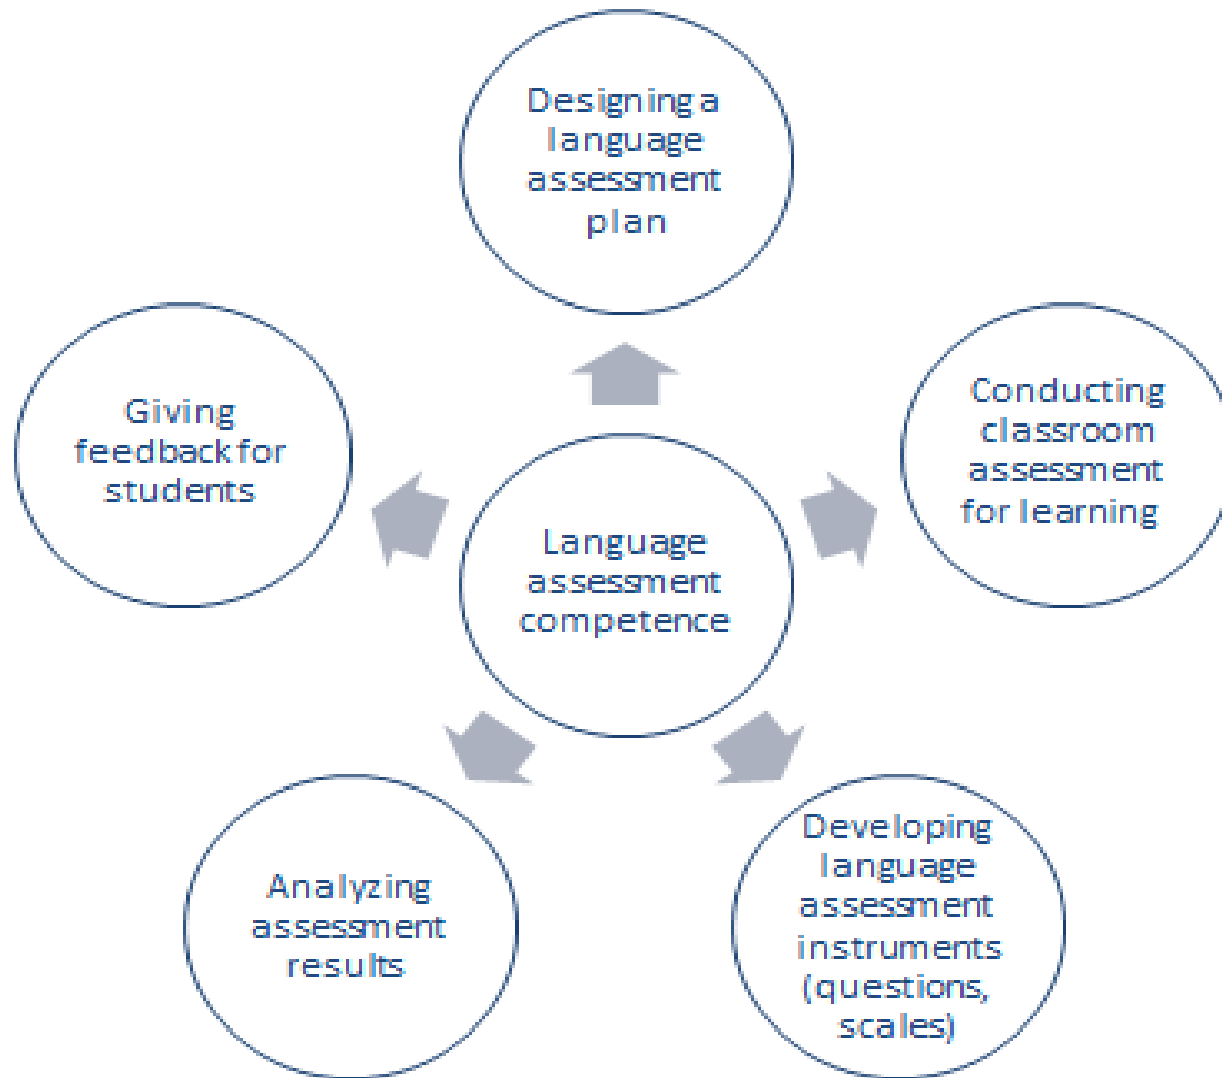 Designing a
language
assessment
plan
Giving
feedback for
students
Conducting
classroom
assessment
for learning
Language
assessment
competence
Analyzing
assessment
results
Developing
language
assessment
instruments
(questions,
scales)